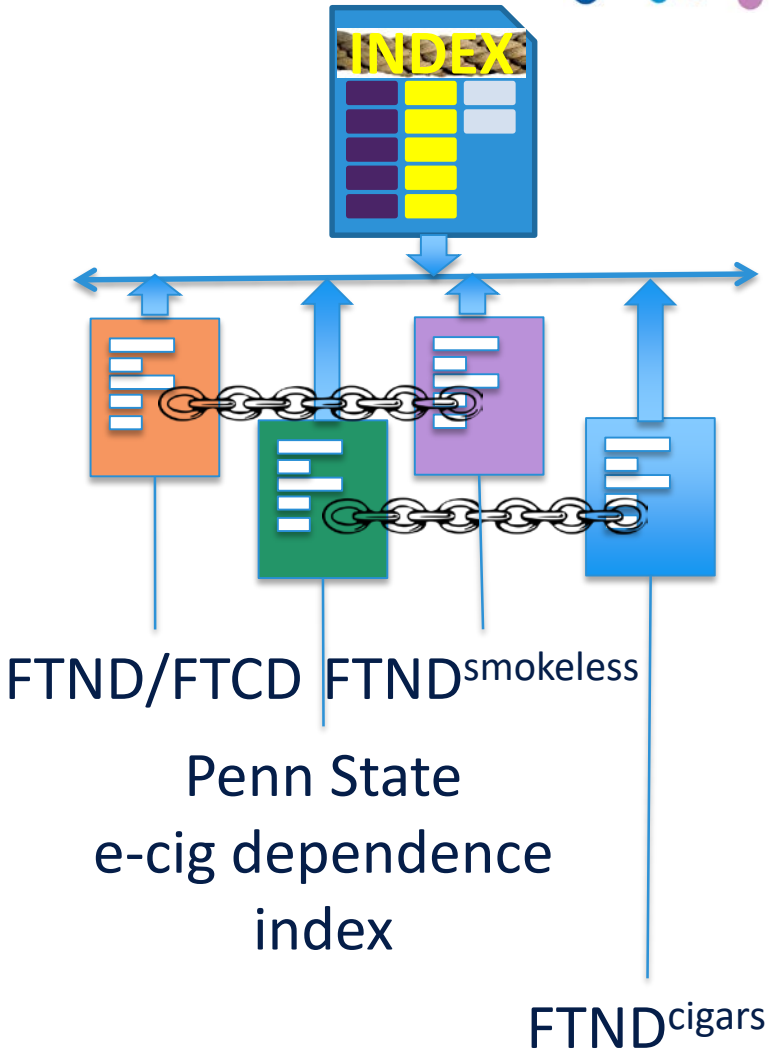 INDEX
FTND/FTCD FTNDsmokeless
Penn State
e-cig dependence
index
FTNDcigars